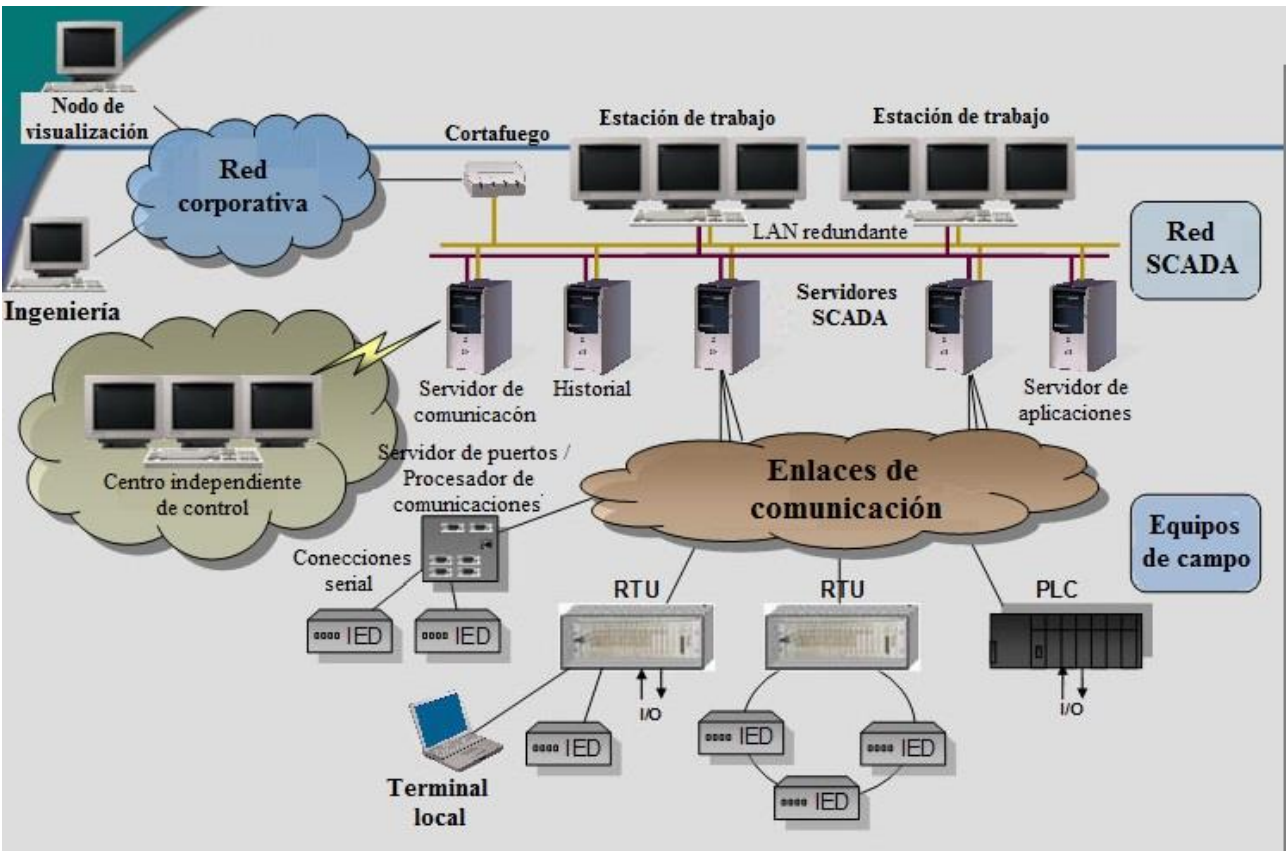 Nodo de
visualización
Red
corporativa
Ingeniería
Cortafuego
Estación de trabajo
Estación de trabajo
LAN redundante
Red
SCADA
Servidores
SCADA
Servidor de
comunicacón
Historial
Servidor de
aplicaciones
Centro independiente
de control
Servidor de puertos /
Procesador de
comunicaciones
Enlaces de
comunicación
Equipos
de campo
Conecciones
serial
IED
IED
RTU
RTU
PLC
I/O
I/O
IED
IED
IED
IED
Terminal
local